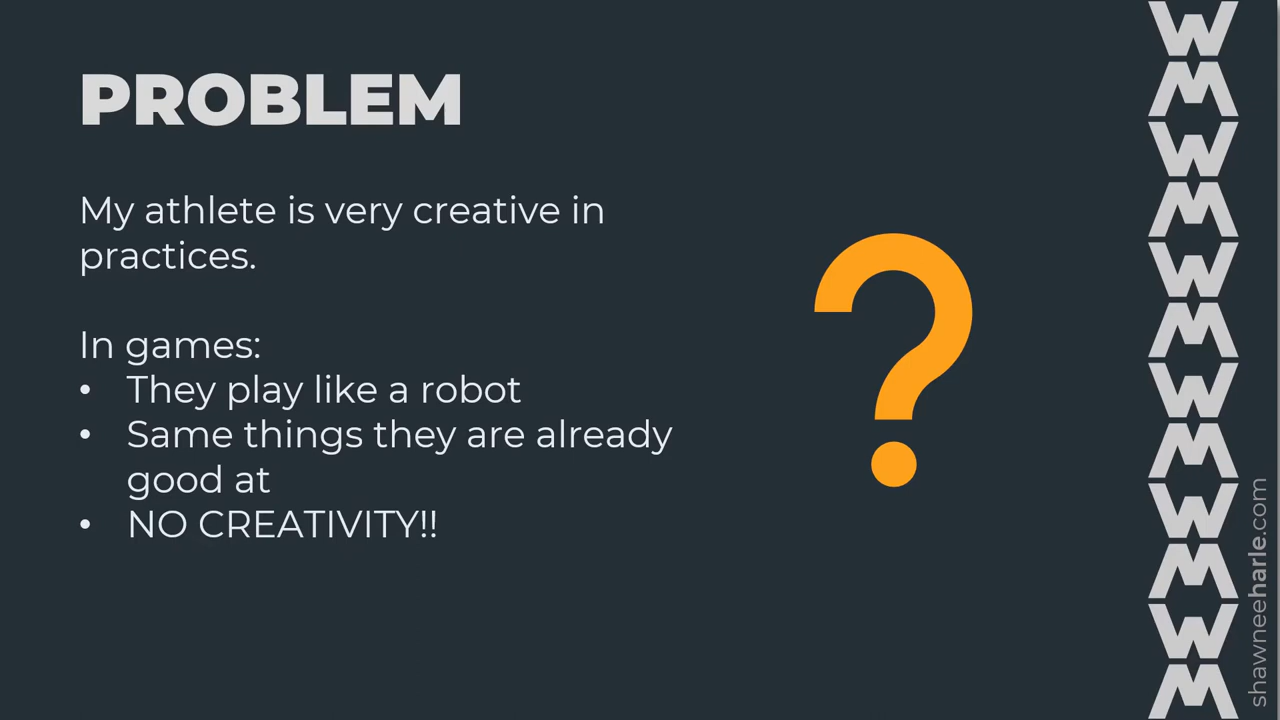 PROBLEM
My athlete is very creative in
practices.
In games:
• They play like a robot
• Same things they are already
good at
• NO CREATIVITY!!
?
W
M
W
M
W
M
W
M
W
M
W
M
shawneeharle.com